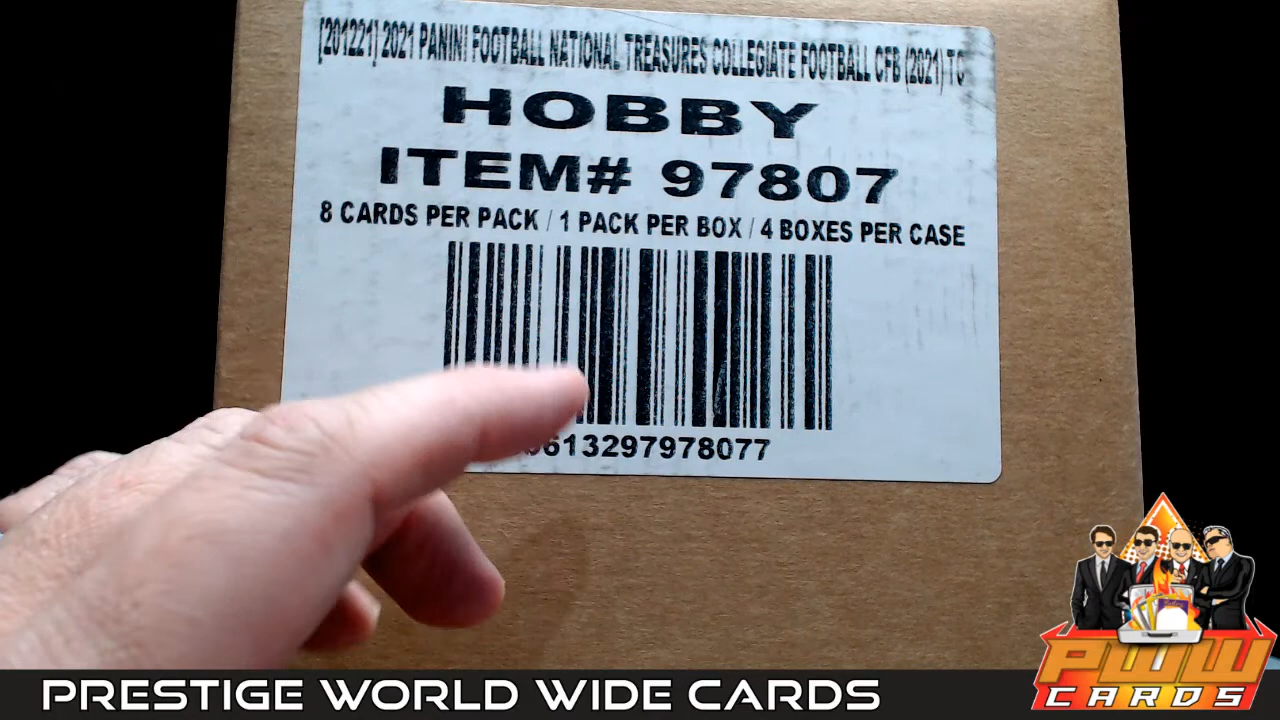 [201221] 2021 PANINI FOOTBALL NATIONAL TREASURES COLLEGIATE FOOTBALL CFB (2021) TC
HOBBY
ITEM# 97807
8 CARDS PER PACK / 1 PACK PER BOX / 4 BOXES PER CASE
613297978077
PRESTIGE WORLD WIDE CARDS
PWW
CARDS